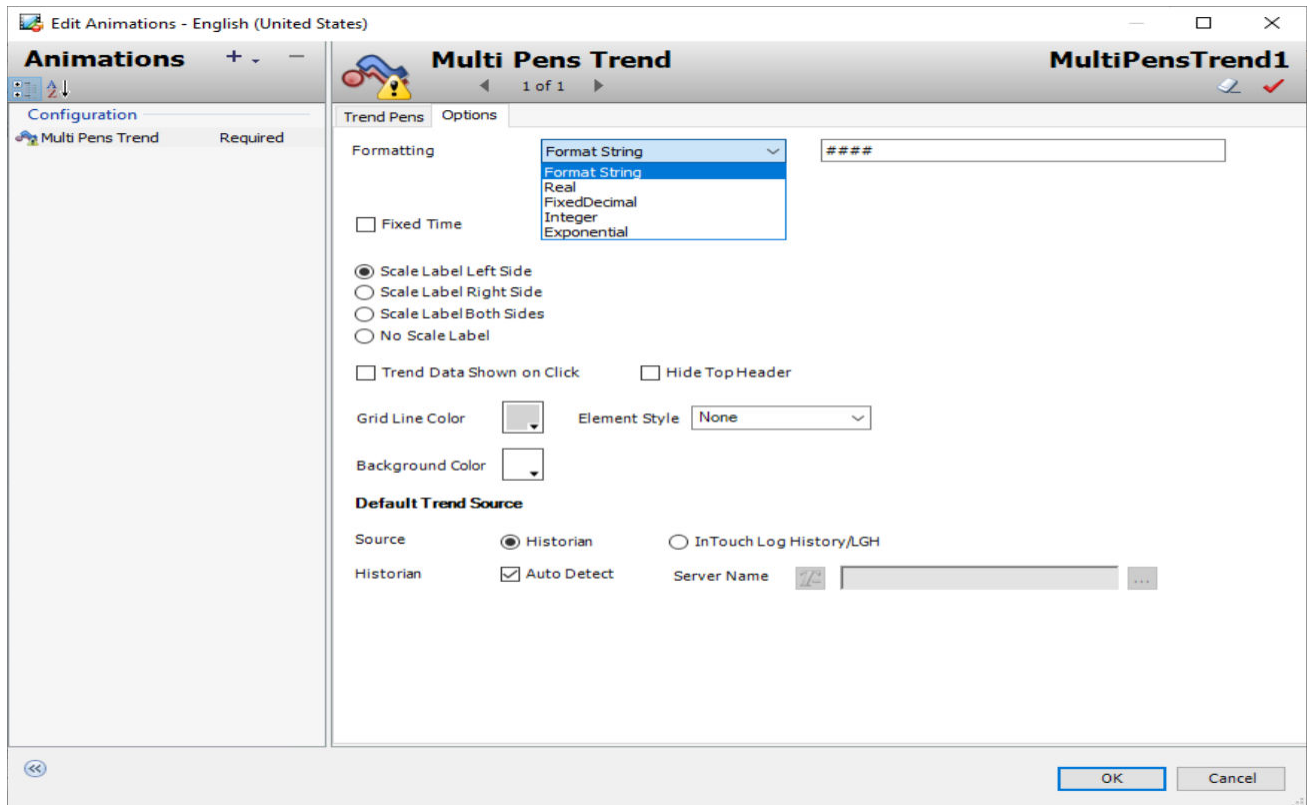 Edit Animations - English (United States)
Animations
Multi Pens Trend
MultiPensTrend1
1 of 1
Configuration
Multi Pens Trend Required
Trend Pens Options
Formatting Format String ####
Format String
Real
FixedDecimal
Integer
Exponential
Fixed Time
Scale Label Left Side
Scale Label Right Side
Scale Label Both Sides
No Scale Label
Trend Data Shown on Click Hide Top Header
Grid Line Color Element Style None
Background Color
Default Trend Source
Source Historian InTouch Log History/LGH
Historian Auto Detect Server Name ...
OK Cancel